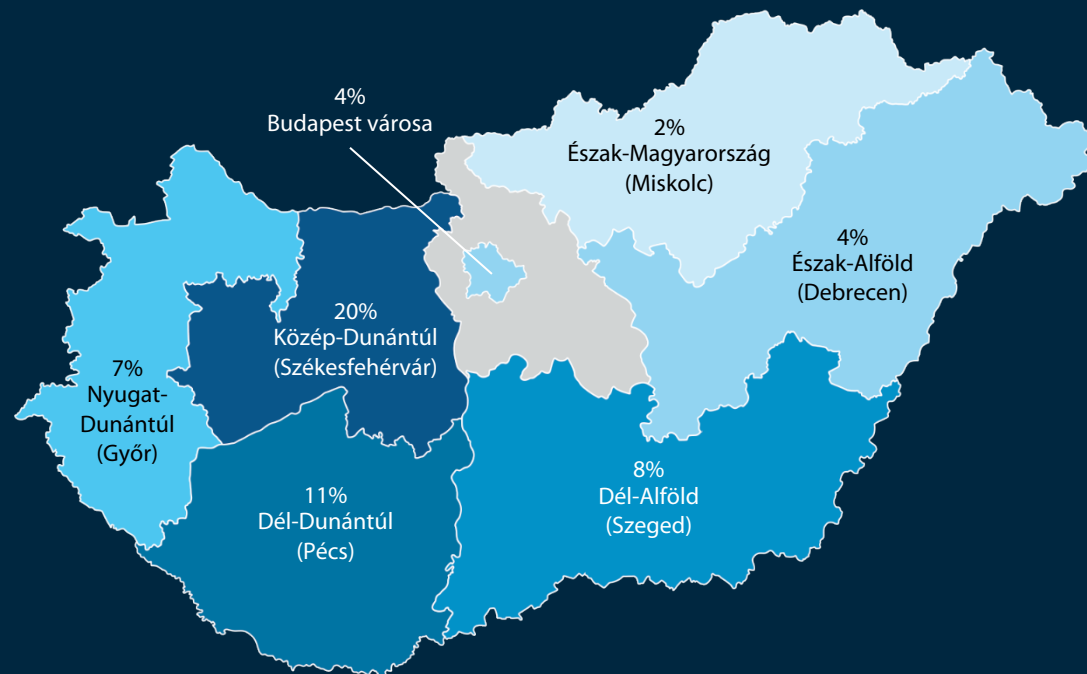 4%
Budapest városa
2%
Észak-Magyarország
(Miskolc)
4%
Észak-Alföld
(Debrecen)
20%
Közép-Dunántúl
(Székesfehérvár)
7%
Nyugat-
Dunántúl
(Győr)
8%
Dél-Alföld
(Szeged)
11%
Dél-Dunántúl
(Pécs)